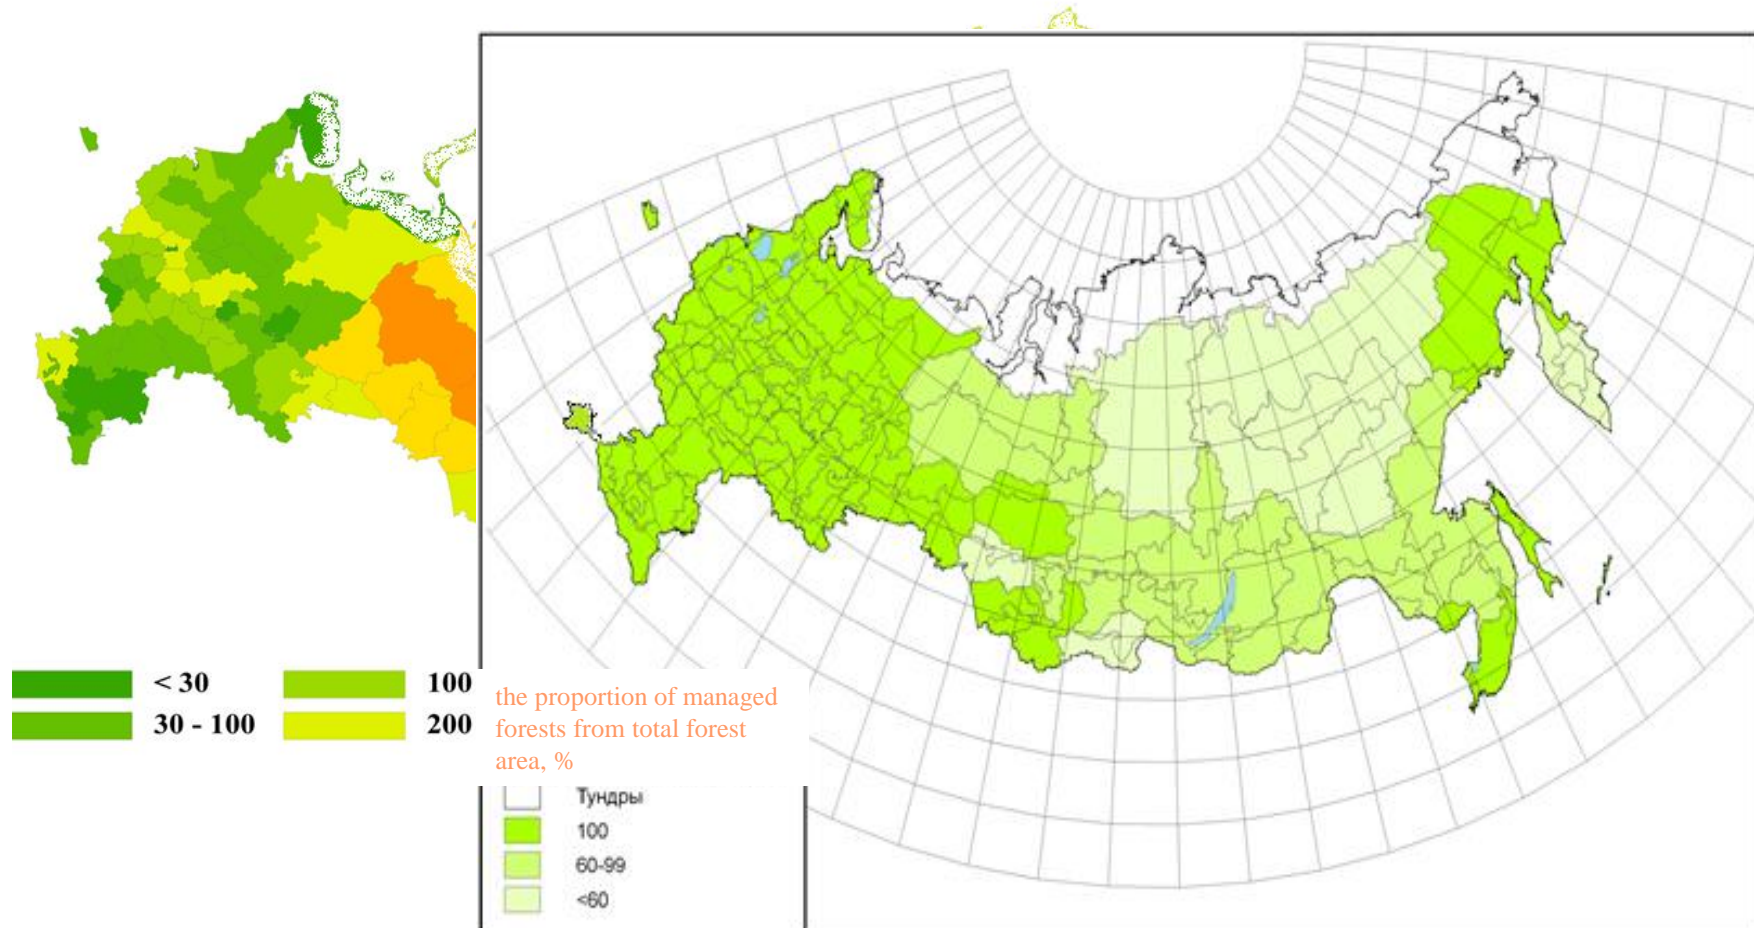 < 30
100
30 - 100
200
the proportion of managed
forests from total forest
area, %
Тундры
100
60-99
<60